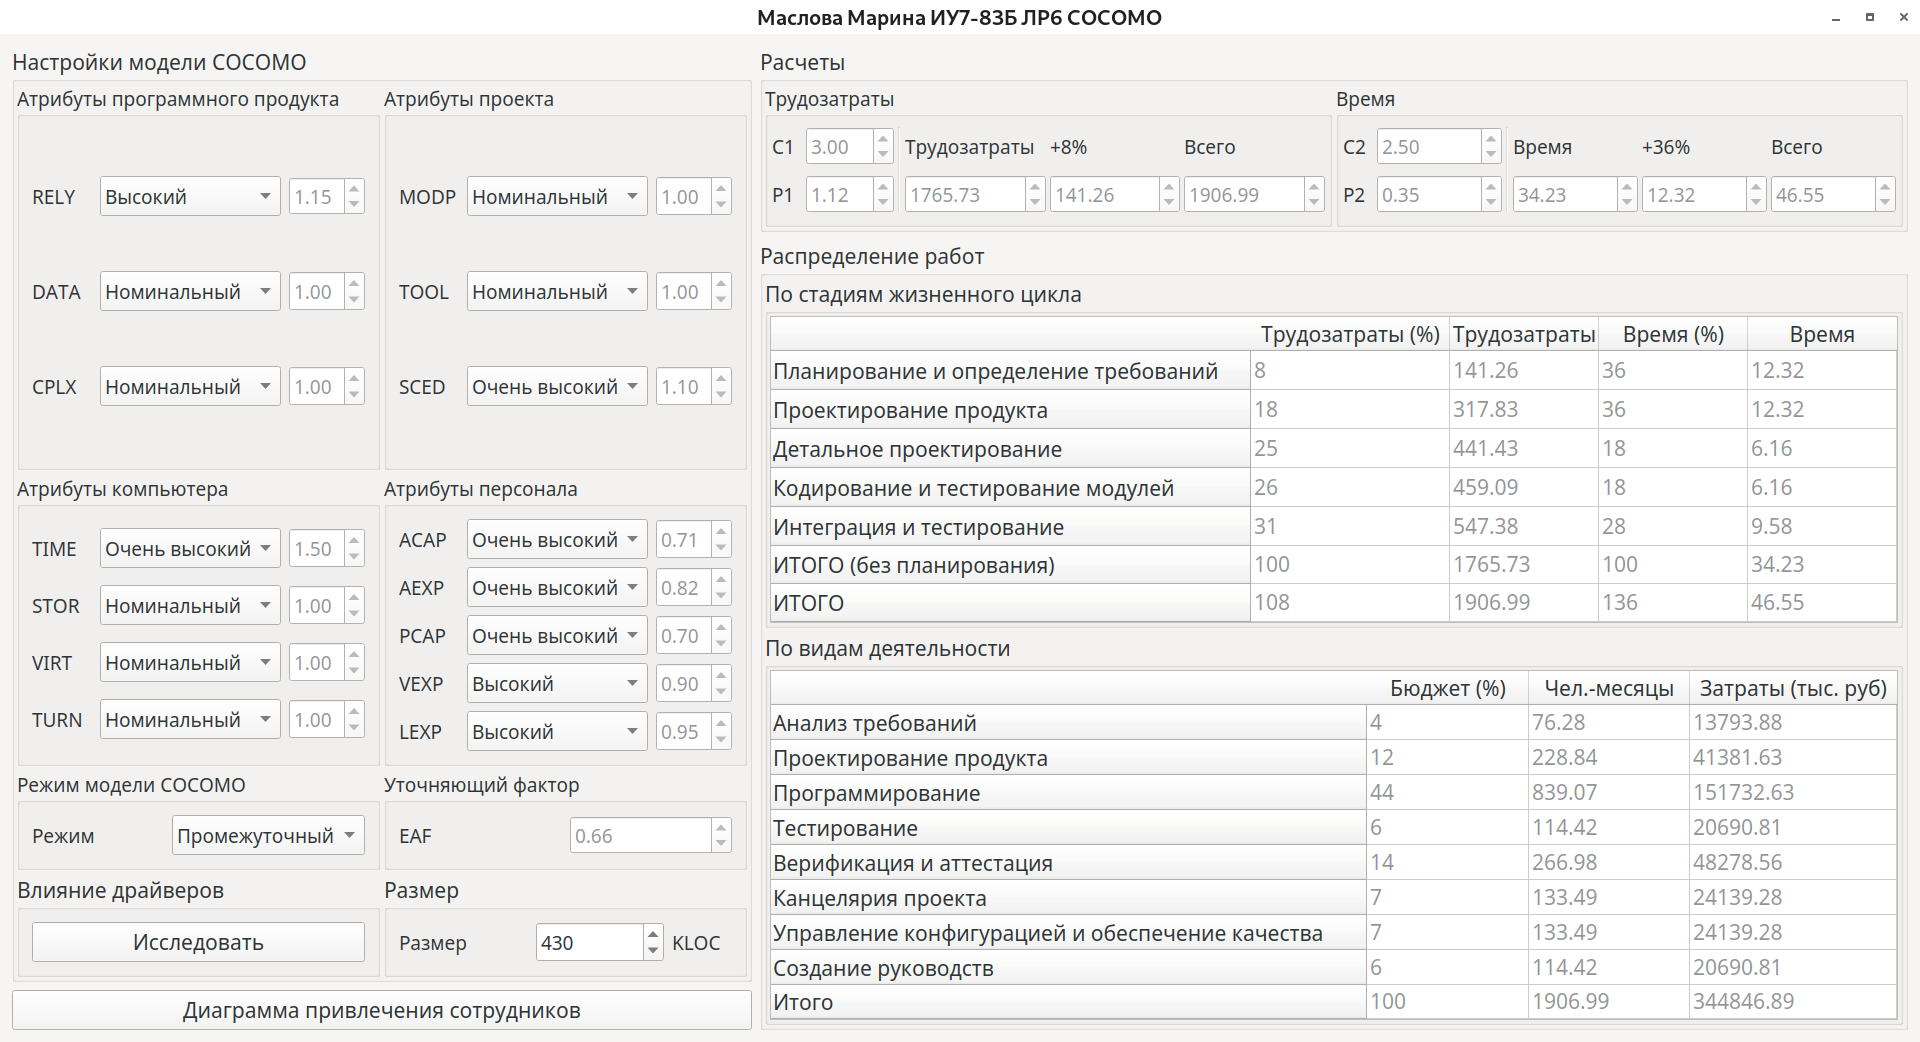 Маслова Марина ИУ7-83Б ЛР6 COCOMO
Настройки модели COCOMO
Атрибуты программного продукта
RELY Высокий 1.15
DATA Номинальный 1.00
CPLX Номинальный 1.00
Атрибуты проекта
MODP Номинальный 1.00
TOOL Номинальный 1.00
SCED Очень высокий 1.10
Атрибуты компьютера
TIME Очень высокий 1.50
STOR Номинальный 1.00
VIRT Номинальный 1.00
TURN Номинальный 1.00
Атрибуты персонала
ACAP Очень высокий 0.71
AEXP Очень высокий 0.82
PCAP Очень высокий 0.70
VEXP Высокий 0.90
LEXP Высокий 0.95
Режим модели COCOMO
Режим Промежуточный
Уточняющий фактор
EAF 0.66
Влияние драйверов
Исследовать
Размер
Размер 430 KLOC
Диаграмма привлечения сотрудников
Расчеты
Трудозатраты
C1 3.00 Трудозатраты +8% Всего
P1 1.12 1765.73 141.26 1906.99
Время
C2 2.50 Время +36% Всего
P2 0.35 34.23 12.32 46.55
Распределение работ
По стадиям жизненного цикла
Трудозатраты (%) Трудозатраты Время (%) Время
Планирование и определение требований 8 141.26 36 12.32
Проектирование продукта 18 317.83 36 12.32
Детальное проектирование 25 441.43 18 6.16
Кодирование и тестирование модулей 26 459.09 18 6.16
Интеграция и тестирование 31 547.38 28 9.58
ИТОГО (без планирования) 100 1765.73 100 34.23
ИТОГО 108 1906.99 136 46.55
По видам деятельности
Бюджет (%) Чел.-месяцы Затраты (тыс. руб)
Анализ требований 4 76.28 13793.88
Проектирование продукта 12 228.84 41381.63
Программирование 44 839.07 151732.63
Тестирование 6 114.42 20690.81
Верификация и аттестация 14 266.98 48278.56
Канцелярия проекта 7 133.49 24139.28
Управление конфигурацией и обеспечение качества 7 133.49 24139.28
Создание руководств 6 114.42 20690.81
Итого 100 1906.99 344846.89